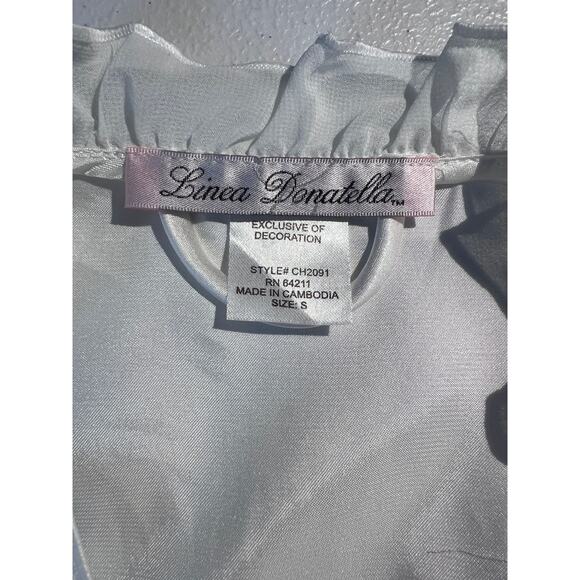 Linea Donatella™
EXCLUSIVE OF
DECORATION
STYLE# CH2091
RN 64211
MADE IN CAMBODIA
SIZE: S